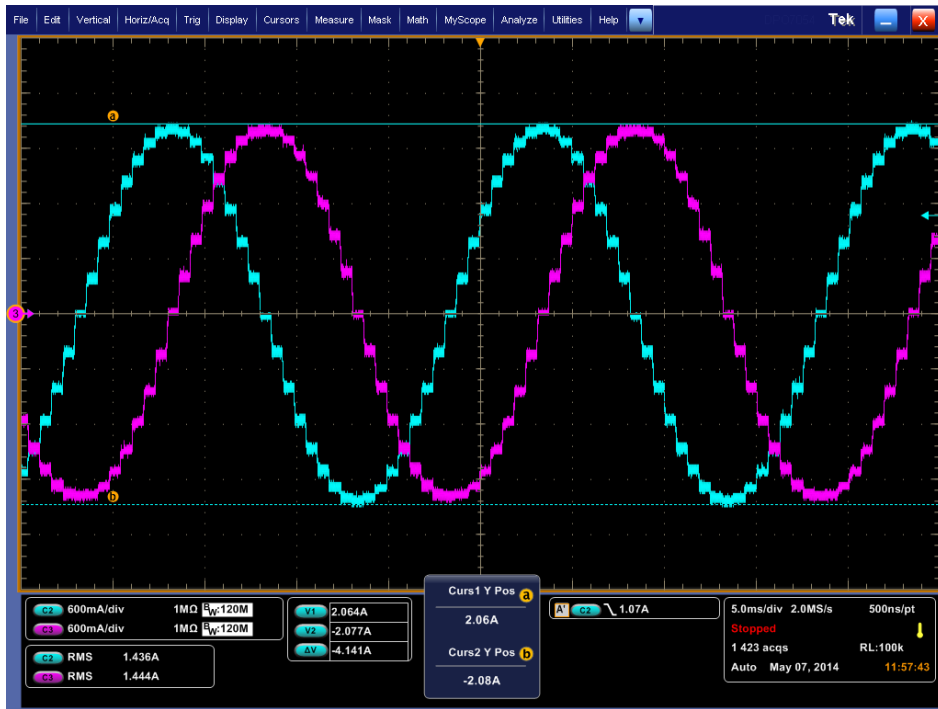 File Edit Vertical Horiz/Acq Trig Display Cursors Measure Mask Math MyScope Analyze Utilities Help Tek X
a
3
b
C2 600mA/div 1MΩ BW:120M
C3 600mA/div 1MΩ BW:120M
C2 RMS 1.436A
C3 RMS 1.444A
V1 2.064A
V2 -2.077A
ΔV -4.141A
Curs1 Y Pos a
2.06A
Curs2 Y Pos b
-2.08A
A' C2 1.07A
5.0ms/div 2.0MS/s 500ns/pt
Stopped
1 423 acqs RL:100k
Auto May 07, 2014 11:57:43